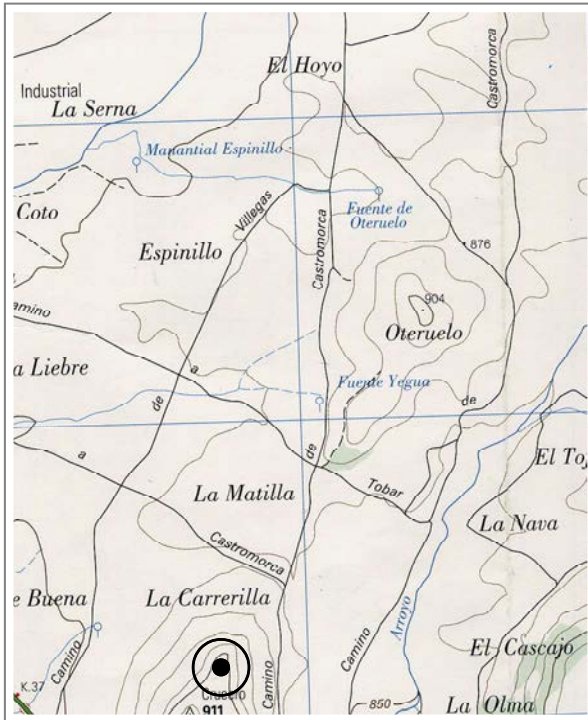 El Hoyo
Castromorca
Industrial
La Serna
Manantial Espinillo
Coto
Villegas
Fuente de
Oteruelo
Espinillo
Castromorca
876
904
Camino
Oteruelo
a Liebre
a
Fuente Yegua
de
de
El To
a
de
Tobar
La Matilla
La Nava
Castromorca
e Buena
La Carrerilla
Arroyo
Camino
Camino
Camino
El Cascajo
K.37
Crucero
911
850
La Olma